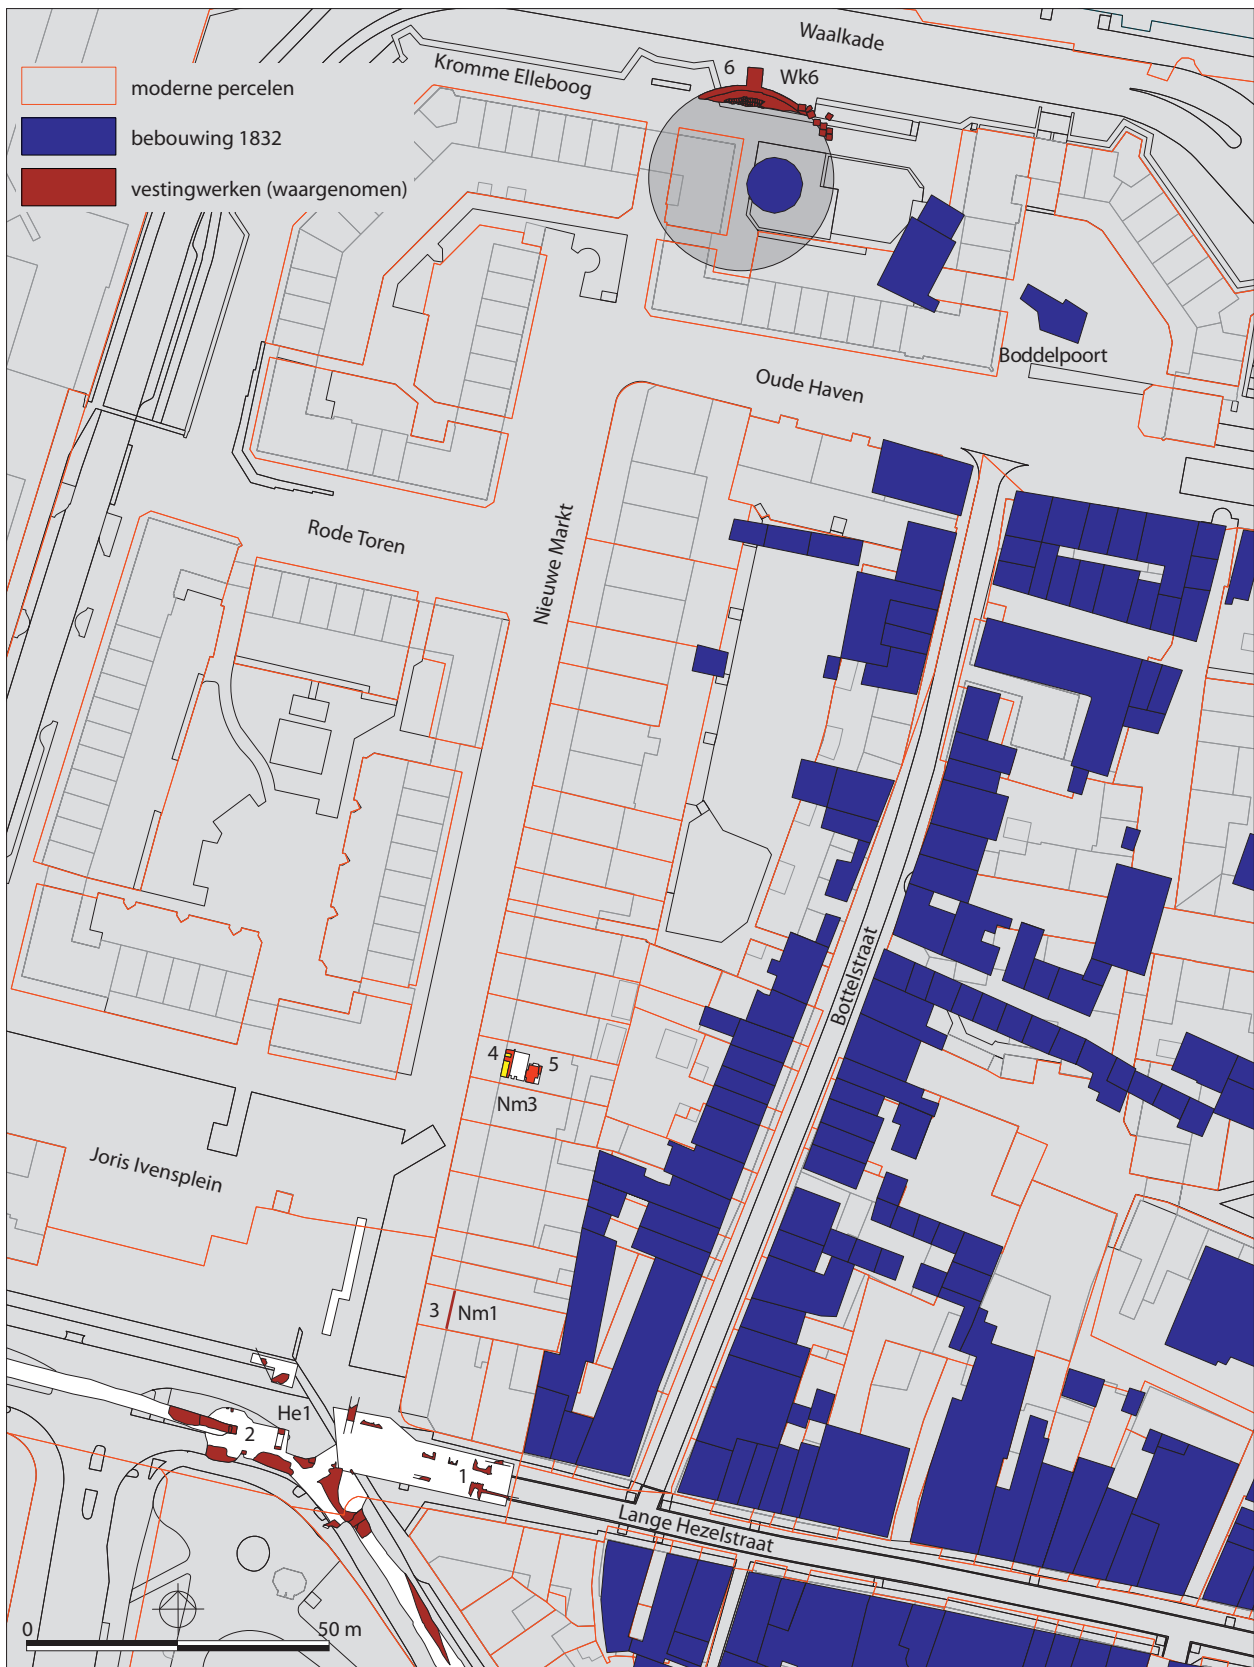 Waalkade
Kromme Elleboog
6
Wk6
moderne percelen
bebouwing 1832
vestingwerken (waargenomen)
Boddelpoort
Oude Haven
Rode Toren
Nieuwe Markt
Bottelstraat
4
5
Nm3
Joris Ivensplein
3
Nm1
He1
2
1
Lange Hezelstraat
0
50 m